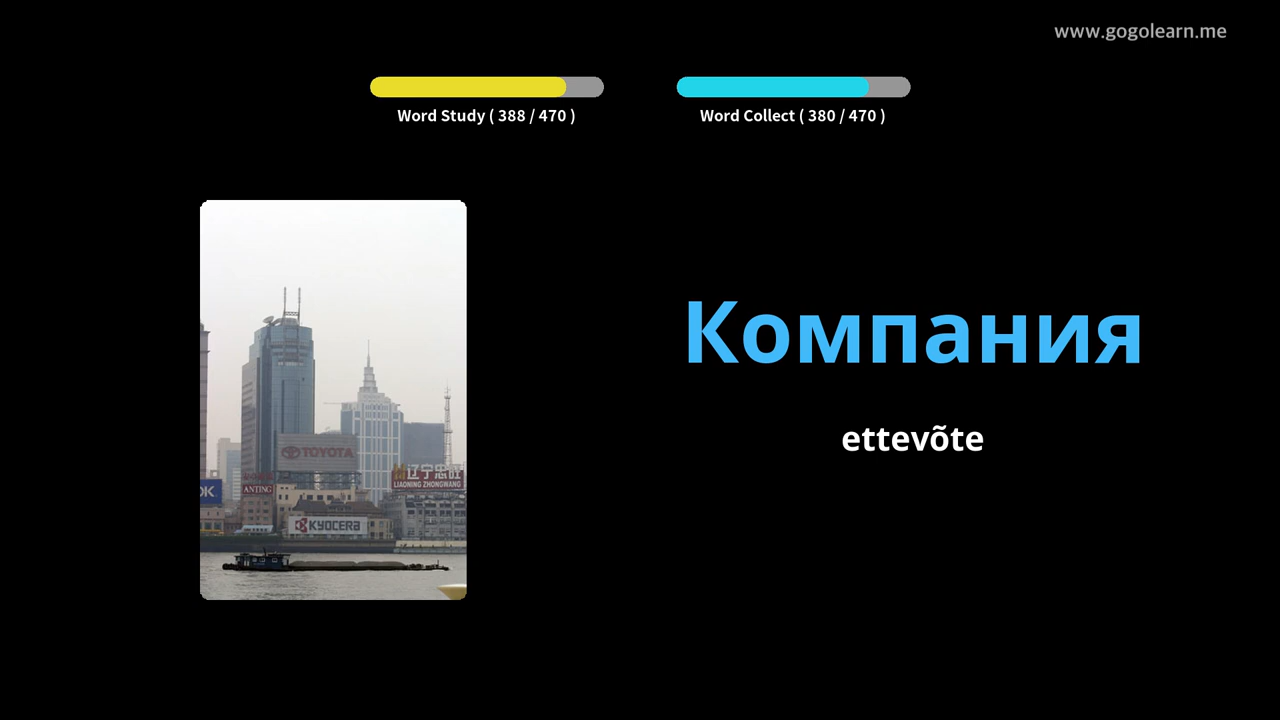 www.gogolearn.me
Word Study ( 388 / 470 )
Word Collect ( 380 / 470 )
Компания
ettevõte
TOYOTA
辽宁忠旺
LIAONING ZHONGWANG
ANTING
KYOCERA